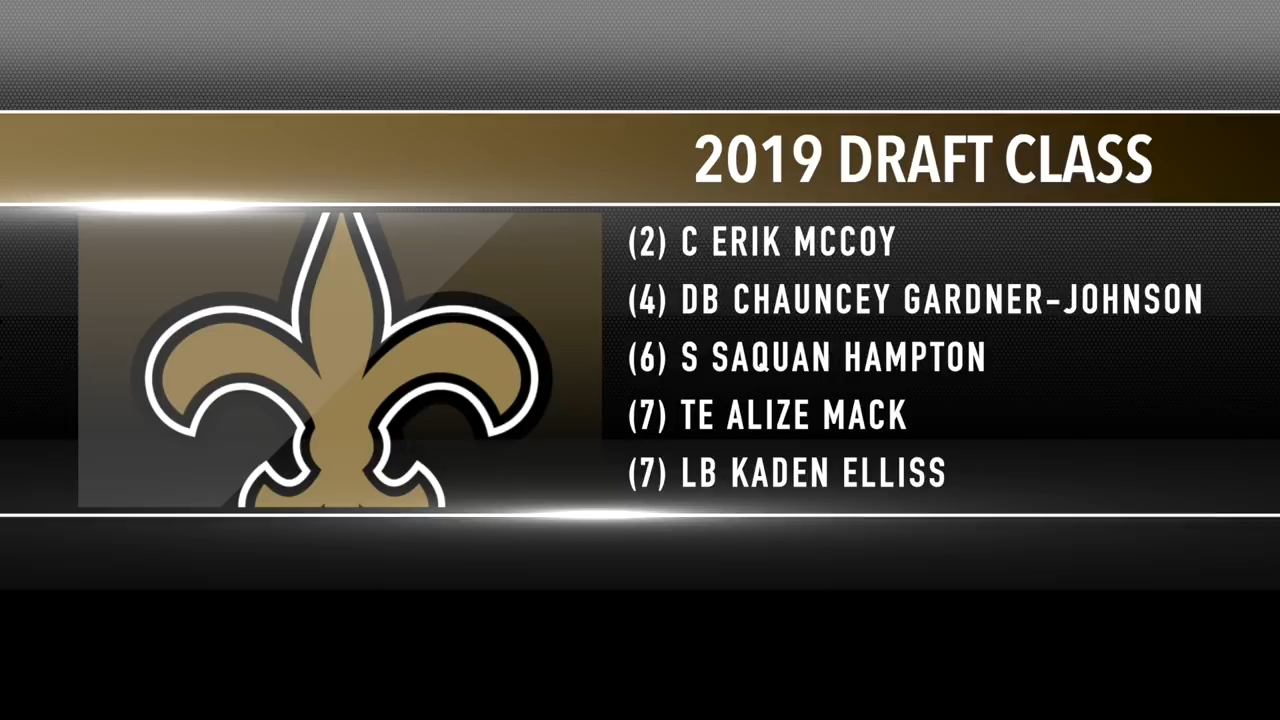 2019 DRAFT CLASS
(2) C ERIK MCCOY
(4) DB CHAUNCEY GARDNER-JOHNSON
(6) S SAQUAN HAMPTON
(7) TE ALIZE MACK
(7) LB KADEN ELLISS